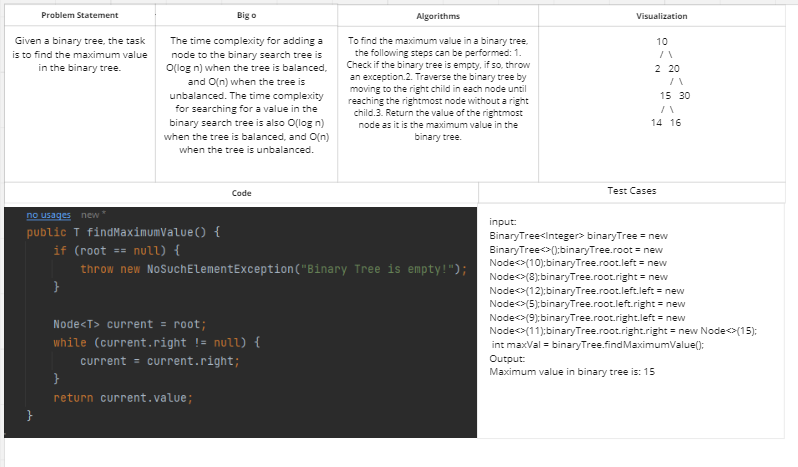 Problem Statement
Big o
Algorithms
Visualization
Given a binary tree, the task
is to find the maximum value
in the binary tree.
The time complexity for adding a
node to the binary search tree is
O(log n) when the tree is balanced,
and O(n) when the tree is
unbalanced. The time complexity
for searching for a value in the
binary search tree is also O(log n)
when the tree is balanced, and O(n)
when the tree is unbalanced.
To find the maximum value in a binary tree,
the following steps can be performed: 1.
Check if the binary tree is empty, if so, throw
an exception.2. Traverse the binary tree by
moving to the right child in each node until
reaching the rightmost node without a right
child.3. Return the value of the rightmost
node as it is the maximum value in the
binary tree.
10
/ \
2 20
/ \
15 30
/ \
14 16
Code
Test Cases
no usages new *
public T findMaximumValue() {
if (root == null) {
throw new NoSuchElementException("Binary Tree is empty!");
}
Node<T> current = root;
while (current.right != null) {
current = current.right;
}
return current.value;
}
input:
BinaryTree<Integer> binaryTree = new
BinaryTree<>();binaryTree.root = new
Node<>(10);binaryTree.root.left = new
Node<>(8);binaryTree.root.right = new
Node<>(12);binaryTree.root.left.left = new
Node<>(5);binaryTree.root.left.right = new
Node<>(9);binaryTree.root.right.left = new
Node<>(11);binaryTree.root.right.right = new Node<>(15);
int maxVal = binaryTree.findMaximumValue();
Output:
Maximum value in binary tree is: 15